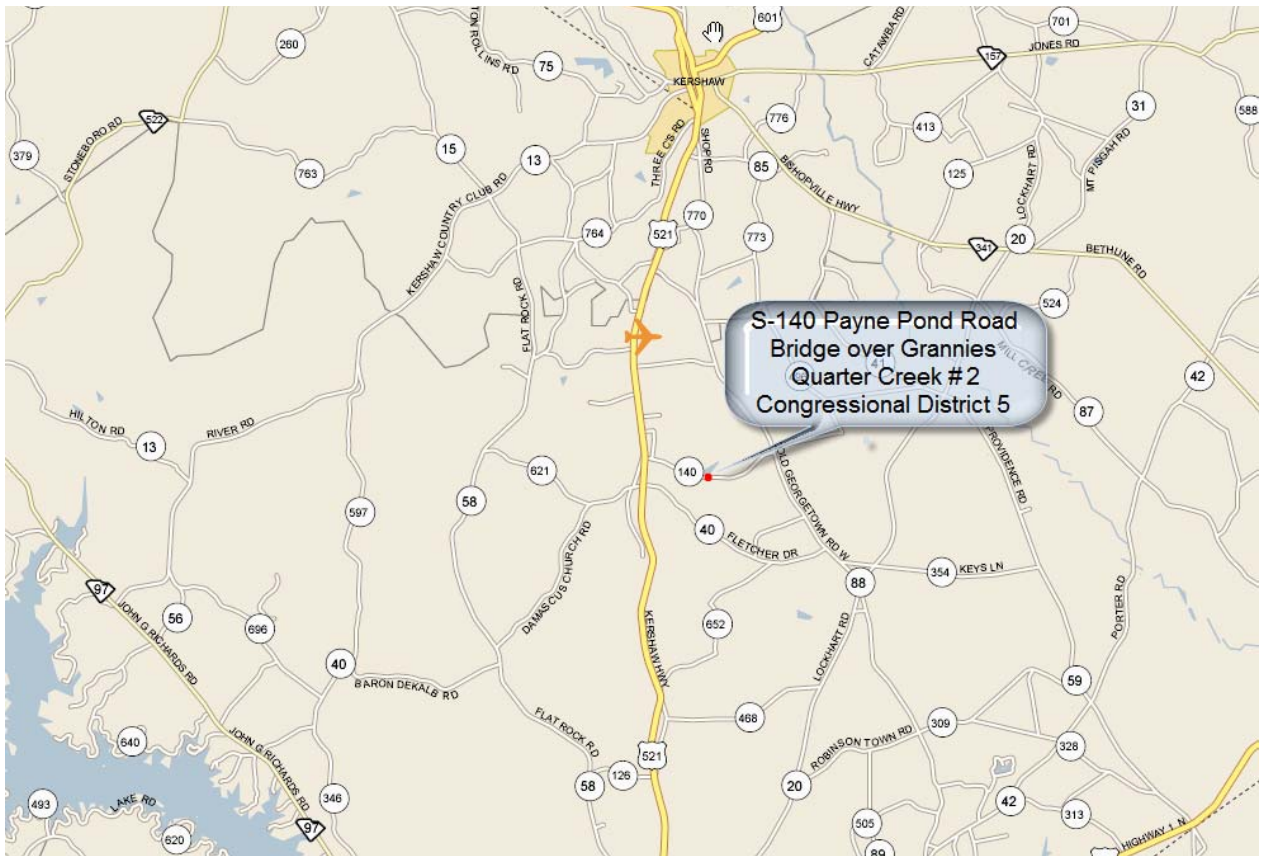 601
701
260
CATAWBA RD
TON ROLLINS RD
157
JONES RD
75
KERSHAW
31
588
522
STONEBORO RD
776
413
379
15
THREE C'S RD
SHOP RD
MT PISGAH RD
763
13
85
BISHOPVILLE HWY
125
LOCKHART RD
KERSHAW COUNTRY CLUB RD
770
764
521
773
20
341
BETHUNE RD
FLAT ROCK RD
524
S-140 Payne Pond Road
Bridge over Grannies
Quarter Creek #2
Congressional District 5
41
MILL CREEK RD
42
87
HILTON RD
13
RIVER RD
PROVIDENCE RD
621
140
OLD GEORGETOWN RD W
58
597
40
FLETCHER DR
DAMASCUS CHURCH RD
354
KEYS LN
88
97
JOHN G RICHARDS RD
56
696
652
KERSHAW HWY
LOCKHART RD
PORTER RD
40
BARON DEKALB RD
59
FLAT ROCK RD
468
309
ROBINSON TOWN RD
640
JOHN G RICHARDS RD
521
328
126
58
20
346
493
LAKE RD
42
313
97
620
505
HIGHWAY 1 N
89